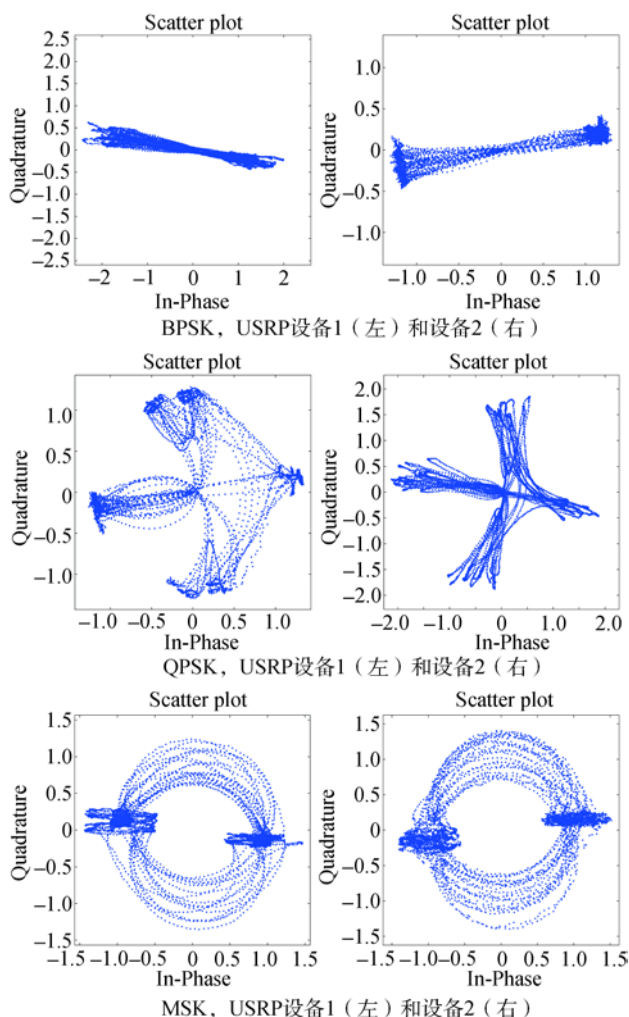 Scatter plot Scatter plot
2.5
2.0
1.5
1.0
0.5
0
−0.5
−1.0
−1.5
−2.0
−2.5
Quadrature
−2 −1 0 1 2
In-Phase
1.0
0.5
0
−0.5
−1.0
Quadrature
−1.0 −0.5 0 0.5 1.0
In-Phase
BPSK，USRP设备1（左）和设备2（右）
Scatter plot Scatter plot
1.0
0.5
0
−0.5
−1.0
Quadrature
−1.0 −0.5 0 0.5 1.0
In-Phase
2.0
1.5
1.0
0.5
0
−0.5
−1.0
−1.5
−2.0
Quadrature
−2.0 −1.0 0 1.0 2.0
In-Phase
QPSK，USRP设备1（左）和设备2（右）
Scatter plot Scatter plot
1.5
1.0
0.5
0
−0.5
−1.0
−1.5
Quadrature
−1.5 −1.0 −0.5 0 0.5 1.0 1.5
In-Phase
1.5
1.0
0.5
0
−0.5
−1.0
−1.5
Quadrature
−1.5 −1.0 −0.5 0 0.5 1.0 1.5
In-Phase
MSK，USRP设备1（左）和设备2（右）